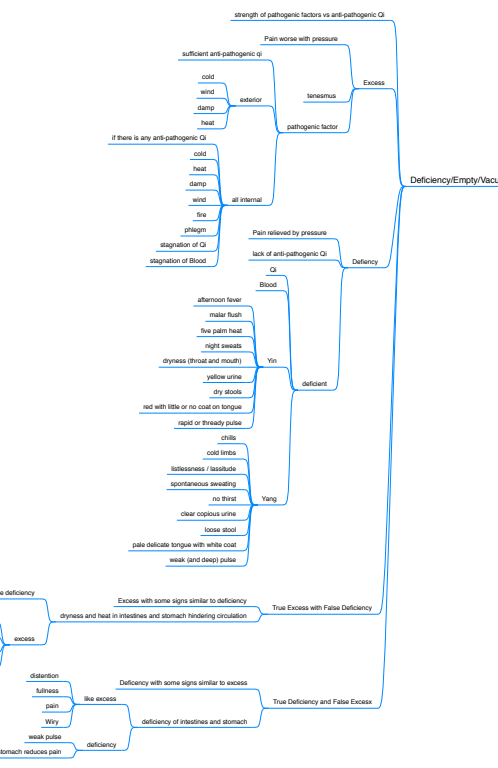 strength of pathogenic factors vs anti-pathogenic Qi
Pain worse with pressure
sufficient anti-pathogenic qi
cold
wind
exterior
damp
heat
tenesmus
Excess
pathogenic factor
if there is any anti-pathogenic Qi
cold
heat
damp
wind
all internal
fire
phlegm
stagnation of Qi
stagnation of Blood
Deficiency/Empty/Vacu
Pain relieved by pressure
lack of anti-pathogenic Qi
Defiency
Qi
Blood
afternoon fever
malar flush
five palm heat
night sweats
dryness (throat and mouth)
Yin
yellow urine
dry stools
red with little or no coat on tongue
rapid or thready pulse
deficient
chills
cold limbs
listlessness / lassitude
spontaneous sweating
no thirst
Yang
clear copious urine
loose stool
pale delicate tongue with white coat
weak (and deep) pulse
e deficiency
Excess with some signs similar to deficiency
True Excess with False Deficiency
dryness and heat in intestines and stomach hindering circulation
excess
distention
Deficency with some signs similar to excess
fullness
like excess
True Deficiency and False Excesx
pain
Wiry
deficiency of intestines and stomach
weak pulse
deficiency
tomach reduces pain